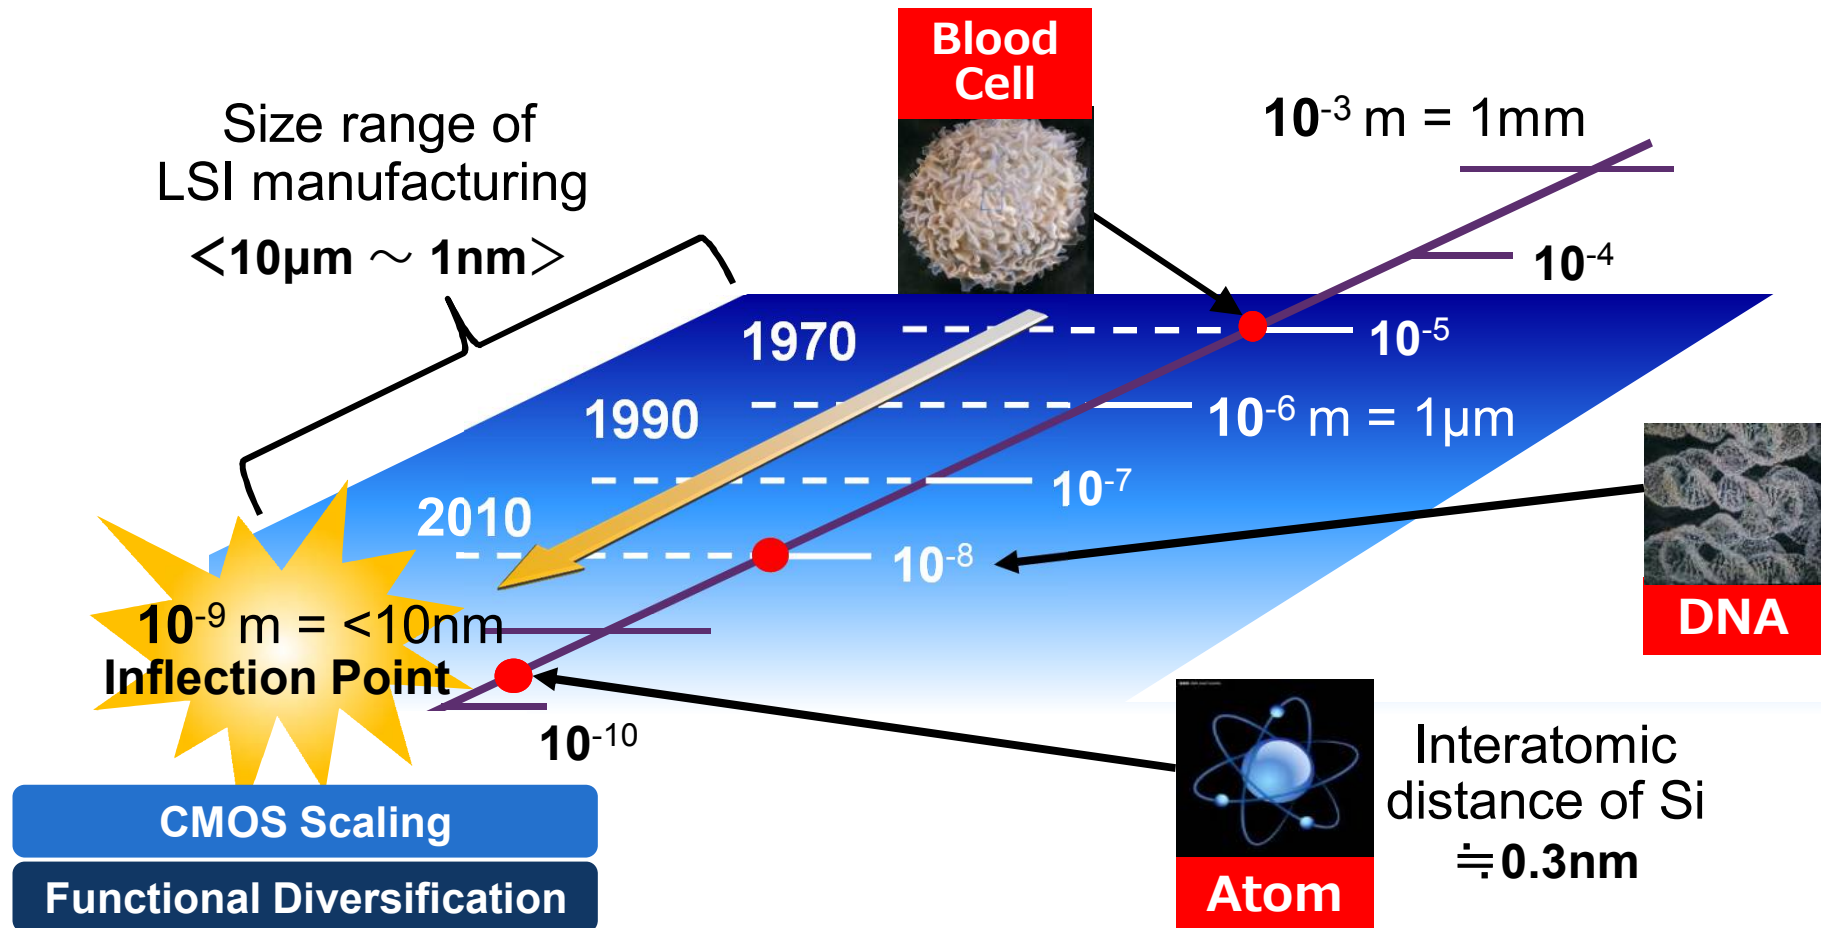 Blood
Cell
Size range of
LSI manufacturing
<10μm ～ 1nm>
10-3 m = 1mm
10-4
1970
10-5
1990
10-6 m = 1μm
10-7
2010
10-8
DNA
10-9 m = <10nm
Inflection Point
10-10
Interatomic
distance of Si
≒0.3nm
Atom
CMOS Scaling
Functional Diversification